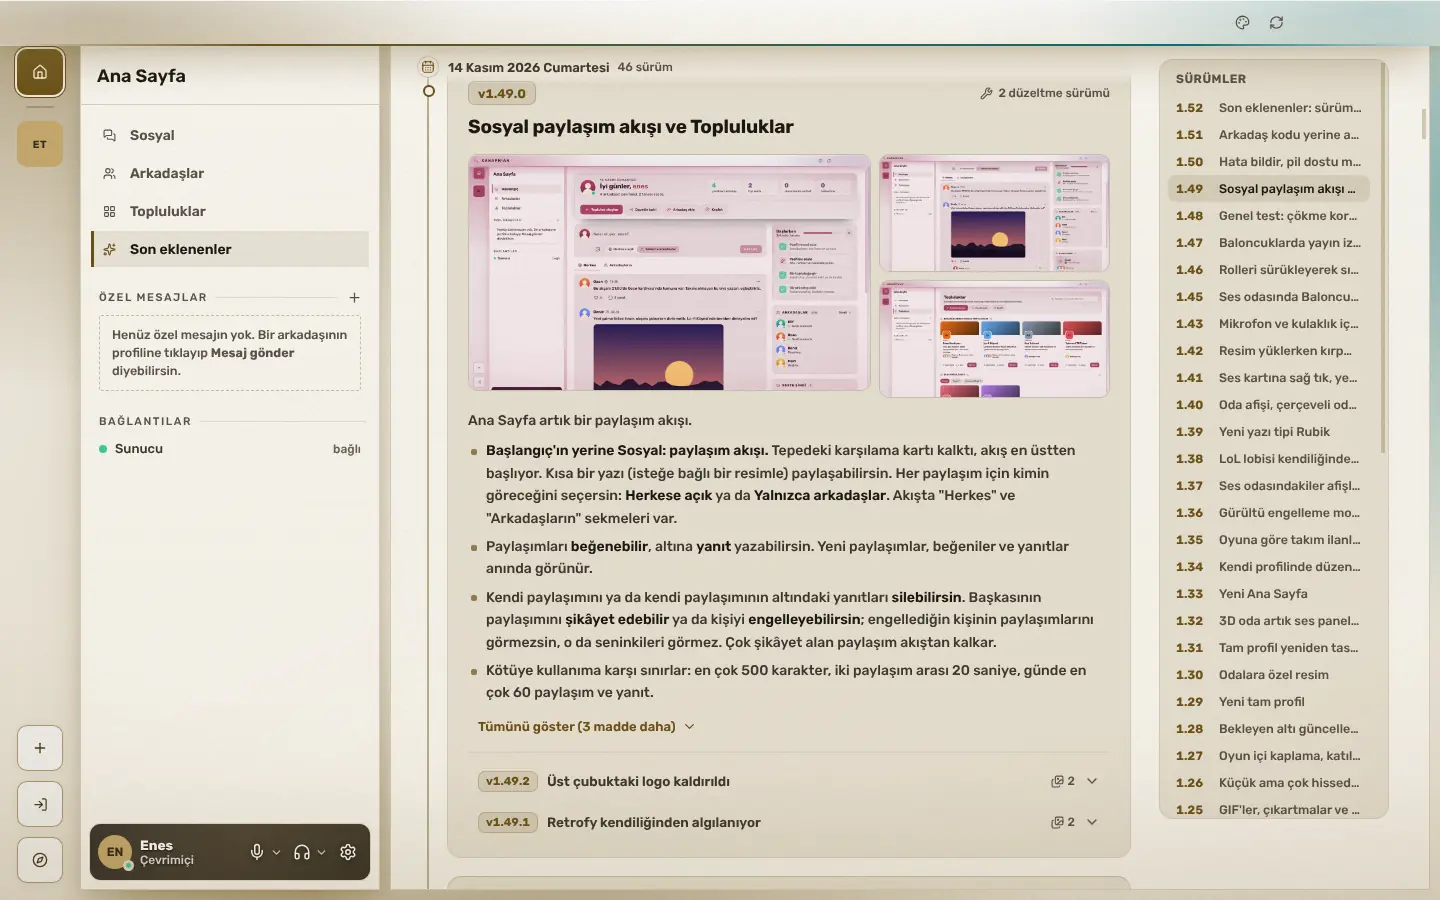 Ana Sayfa
ET
Sosyal
Arkadaşlar
Topluluklar
Son eklenenler
ÖZEL MESAJLAR
Henüz özel mesajın yok. Bir arkadaşının
profiline tıklayıp Mesaj gönder
diyebilirsin.
BAĞLANTILAR
Sunucu bağlı
EN
Enes
Çevrimiçi
14 Kasım 2026 Cumartesi 46 sürüm
v1.49.0 2 düzeltme sürümü
Sosyal paylaşım akışı ve Topluluklar
Ana Sayfa artık bir paylaşım akışı.
Başlangıç'ın yerine Sosyal: paylaşım akışı. Tepedeki karşılama kartı kalktı, akış en üstten
başlıyor. Kısa bir yazı (isteğe bağlı bir resimle) paylaşabilirsin. Her paylaşım için kimin
göreceğini seçersin: Herkese açık ya da Yalnızca arkadaşlar. Akışta "Herkes" ve
"Arkadaşların" sekmeleri var.
Paylaşımları beğenebilir, altına yanıt yazabilirsin. Yeni paylaşımlar, beğeniler ve yanıtlar
anında görünür.
Kendi paylaşımını ya da kendi paylaşımının altındaki yanıtları silebilirsin. Başkasının
paylaşımını şikâyet edebilir ya da kişiyi engelleyebilirsin; engellediğin kişinin paylaşımlarını
görmezsin, o da seninkileri görmez. Çok şikâyet alan paylaşım akıştan kalkar.
Kötüye kullanıma karşı sınırlar: en çok 500 karakter, iki paylaşım arası 20 saniye, günde en
çok 60 paylaşım ve yanıt.
Tümünü göster (3 madde daha)
v1.49.2 Üst çubuktaki logo kaldırıldı 2
v1.49.1 Retrofy kendiliğinden algılanıyor 2
SÜRÜMLER
1.52 Son eklenenler: sürüm…
1.51 Arkadaş kodu yerine a…
1.50 Hata bildir, pil dostu m…
1.49 Sosyal paylaşım akışı …
1.48 Genel test: çökme kor…
1.47 Baloncuklarda yayın iz…
1.46 Rolleri sürükleyerek sı…
1.45 Ses odasında Baloncu…
1.43 Mikrofon ve kulaklık iç…
1.42 Resim yüklerken kırp…
1.41 Ses kartına sağ tık, ye…
1.40 Oda afişi, çerçeveli od…
1.39 Yeni yazı tipi Rubik
1.38 LoL lobisi kendiliğinde…
1.37 Ses odasındakiler afişl…
1.36 Gürültü engelleme mo…
1.35 Oyuna göre takım ilanl…
1.34 Kendi profilinde düzen…
1.33 Yeni Ana Sayfa
1.32 3D oda artık ses panel…
1.31 Tam profil yeniden tas…
1.30 Odalara özel resim
1.29 Yeni tam profil
1.28 Bekleyen altı güncelle…
1.27 Oyun içi kaplama, katıl…
1.26 Küçük ama çok hissed…
1.25 GIF'ler, çıkartmalar ve …